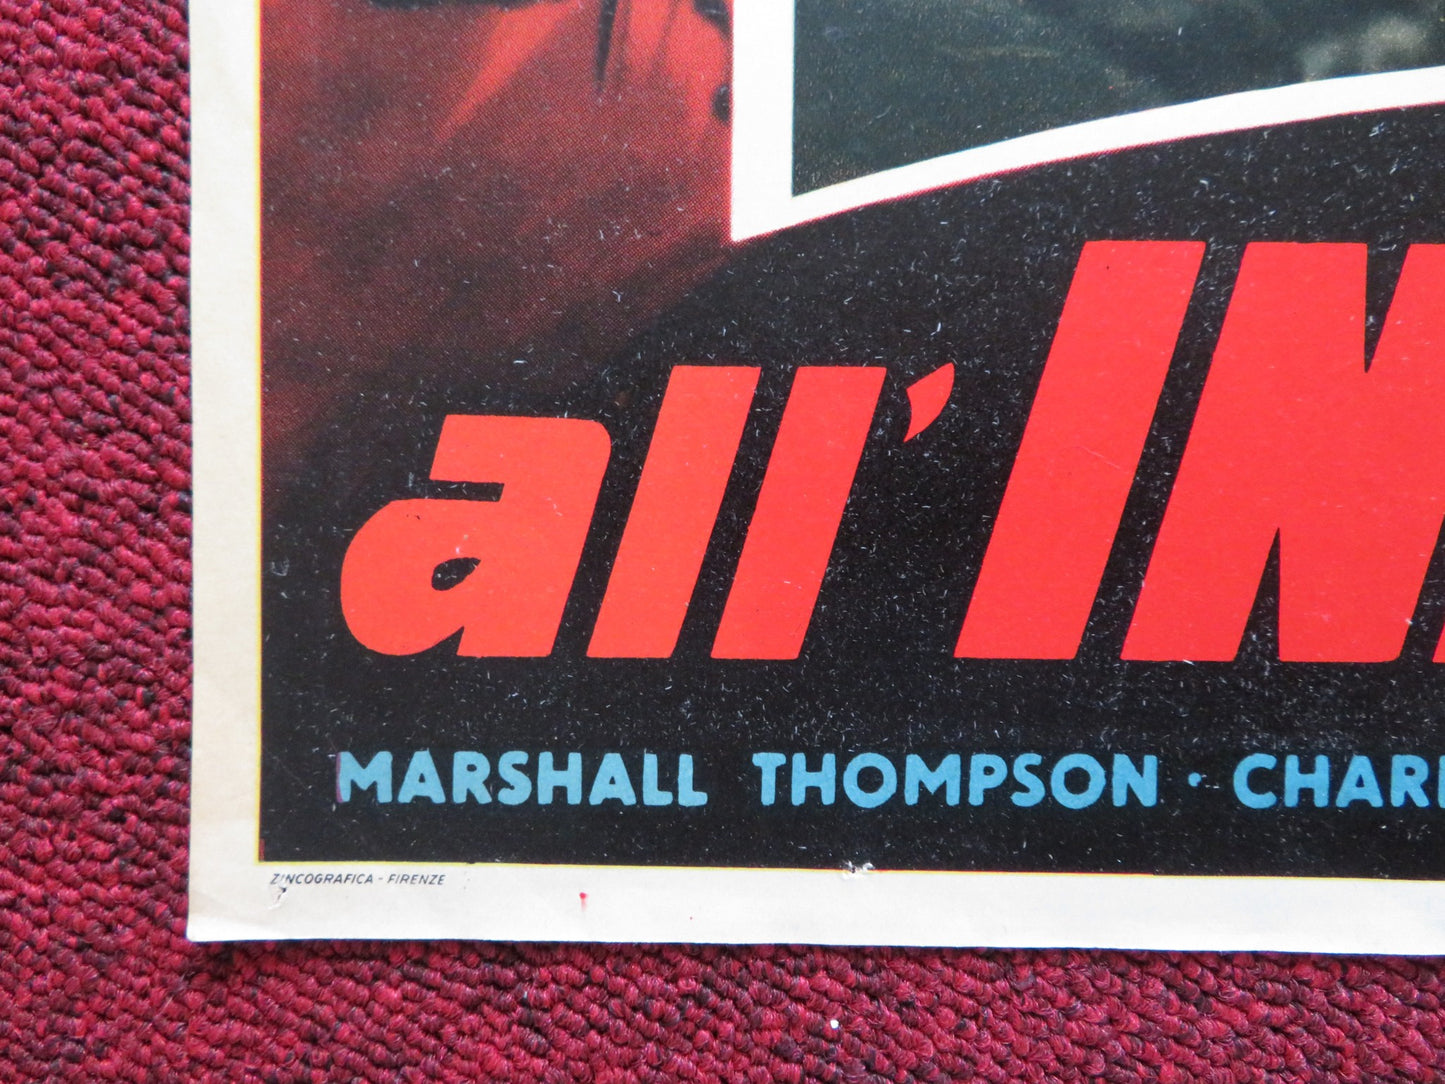 all' IN
MARSHALL THOMPSON · CHAR
ZINCOGRAFICA - FIRENZE